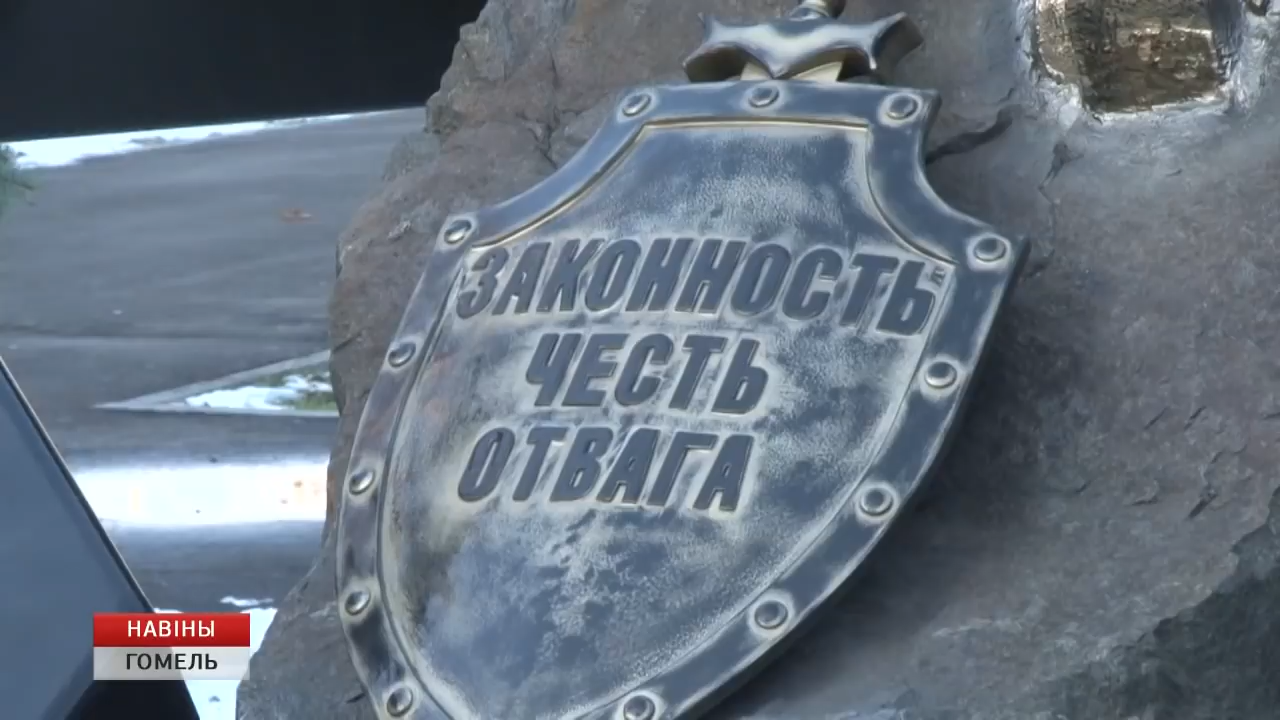 ЗАКОННОСТЬ
ЧЕСТЬ
ОТВАГА
НАВІНЫ
ГОМЕЛЬ